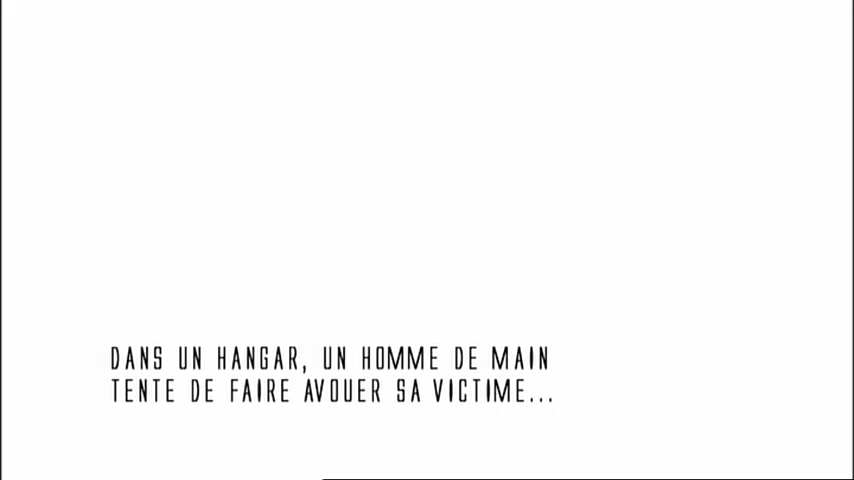 DANS UN HANGAR, UN HOMME DE MAIN
TENTE DE FAIRE AVOUER SA VICTIME...